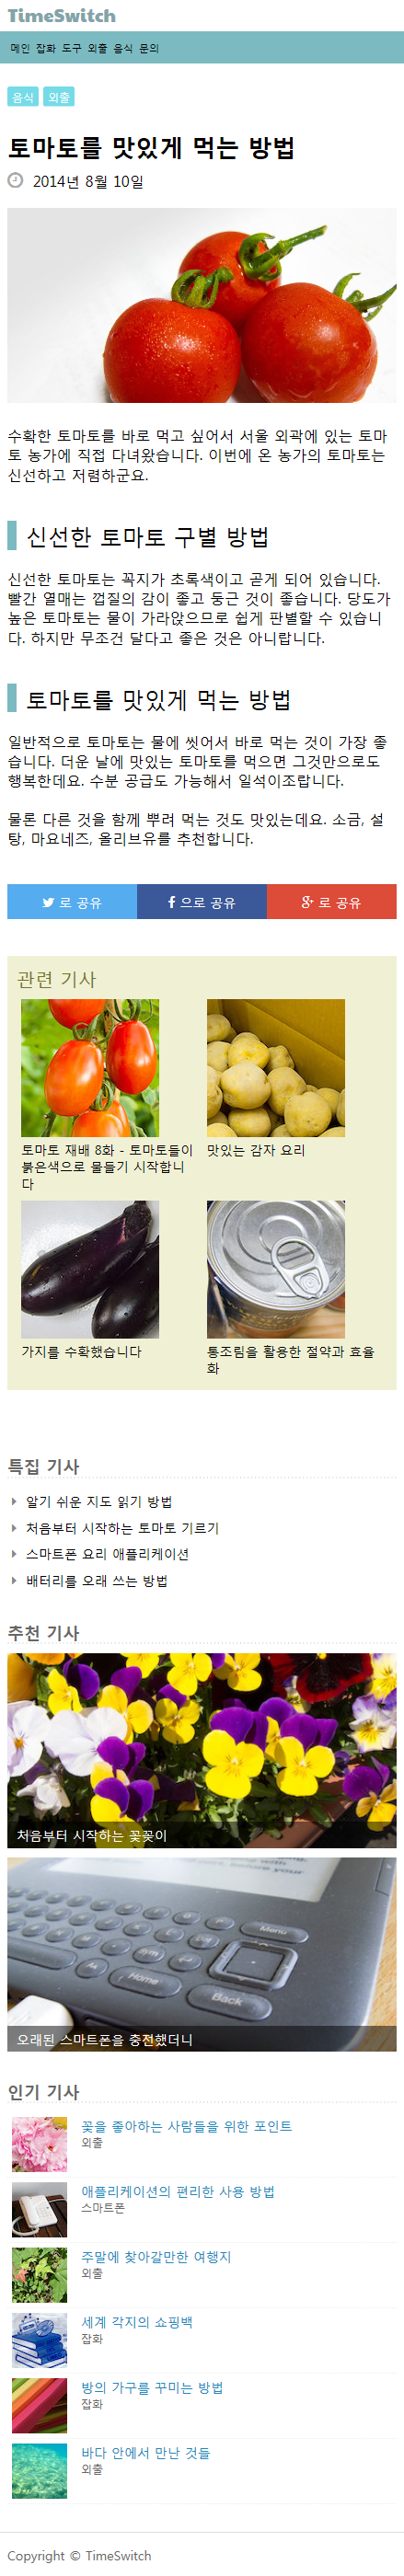 TimeSwitch
메인 잡화 도구 외출 음식 문의
음식 외출
토마토를 맛있게 먹는 방법
2014년 8월 10일
수확한 토마토를 바로 먹고 싶어서 서울 외곽에 있는 토마
토 농가에 직접 다녀왔습니다. 이번에 온 농가의 토마토는
신선하고 저렴하군요.
신선한 토마토 구별 방법
신선한 토마토는 꼭지가 초록색이고 곧게 되어 있습니다.
빨간 열매는 껍질의 감이 좋고 둥근 것이 좋습니다. 당도가
높은 토마토는 물이 가라앉으므로 쉽게 판별할 수 있습니
다. 하지만 무조건 달다고 좋은 것은 아니랍니다.
토마토를 맛있게 먹는 방법
일반적으로 토마토는 물에 씻어서 바로 먹는 것이 가장 좋
습니다. 더운 날에 맛있는 토마토를 먹으면 그것만으로도
행복한데요. 수분 공급도 가능해서 일석이조랍니다.
물론 다른 것을 함께 뿌려 먹는 것도 맛있는데요. 소금, 설
탕, 마요네즈, 올리브유를 추천합니다.
로 공유 f 으로 공유 g+ 로 공유
관련 기사
토마토 재배 8화 - 토마토들이
붉은색으로 물들기 시작합니
다
맛있는 감자 요리
가지를 수확했습니다
통조림을 활용한 절약과 효율
화
특집 기사
알기 쉬운 지도 읽기 방법
처음부터 시작하는 토마토 기르기
스마트폰 요리 애플리케이션
배터리를 오래 쓰는 방법
추천 기사
처음부터 시작하는 꽃꽂이
Menu
Home
Back
오래된 스마트폰을 충전했더니
인기 기사
꽃을 좋아하는 사람들을 위한 포인트
외출
애플리케이션의 편리한 사용 방법
스마트폰
주말에 찾아갈만한 여행지
외출
세계 각지의 쇼핑백
잡화
방의 가구를 꾸미는 방법
잡화
바다 안에서 만난 것들
외출
Copyright © TimeSwitch